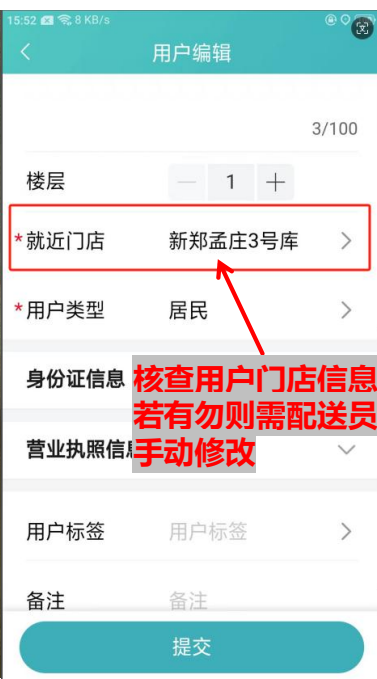 15:52 8 KB/s
用户编辑
3/100
楼层 — 1 +
*就近门店 新郑孟庄3号库
*用户类型 居民
身份证信息
核查用户门店信息
若有勿则需配送员
营业执照信息
手动修改
用户标签 用户标签
备注 备注
提交